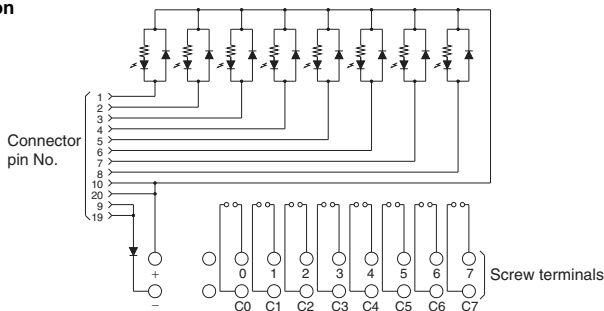 on
1
2
3
4
5
6
7
8
10
20
9
19
Connector
pin No.
+
0 1 2 3 4 5 6 7
Screw terminals
−
C0 C1 C2 C3 C4 C5 C6 C7